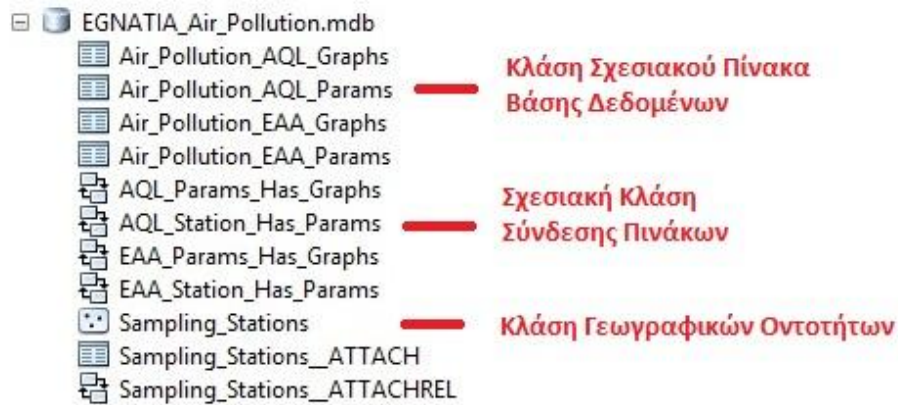 EGNATIA_Air_Pollution.mdb
Air_Pollution_AQL_Graphs
Air_Pollution_AQL_Params
Air_Pollution_EAA_Graphs
Air_Pollution_EAA_Params
AQL_Params_Has_Graphs
AQL_Station_Has_Params
EAA_Params_Has_Graphs
EAA_Station_Has_Params
Sampling_Stations
Sampling_Stations__ATTACH
Sampling_Stations__ATTACHREL
Κλάση Σχεσιακού Πίνακα
Βάσης Δεδομένων
Σχεσιακή Κλάση
Σύνδεσης Πινάκων
Κλάση Γεωγραφικών Οντοτήτων